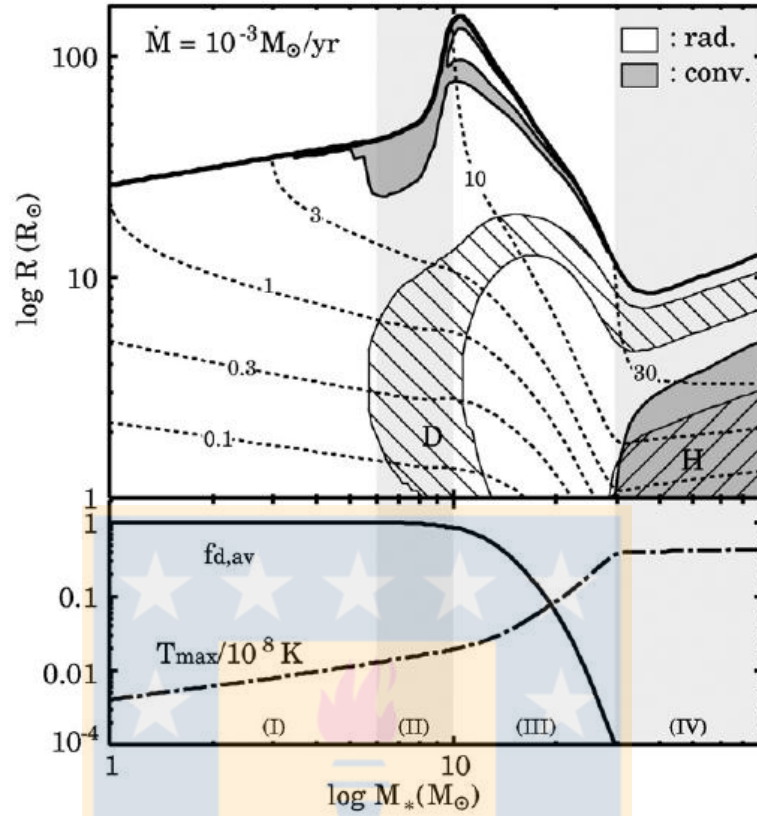 Ṁ = 10⁻³M⊙/yr
: rad.
: conv.
log R (R⊙)
100
10
1
10
3
1
0.3
0.1
30
D
H
1
0.1
0.01
10⁻⁴
fd,av
Tmax/10⁸ K
(I) (II) (III) (IV)
1 10
log M*(M⊙)